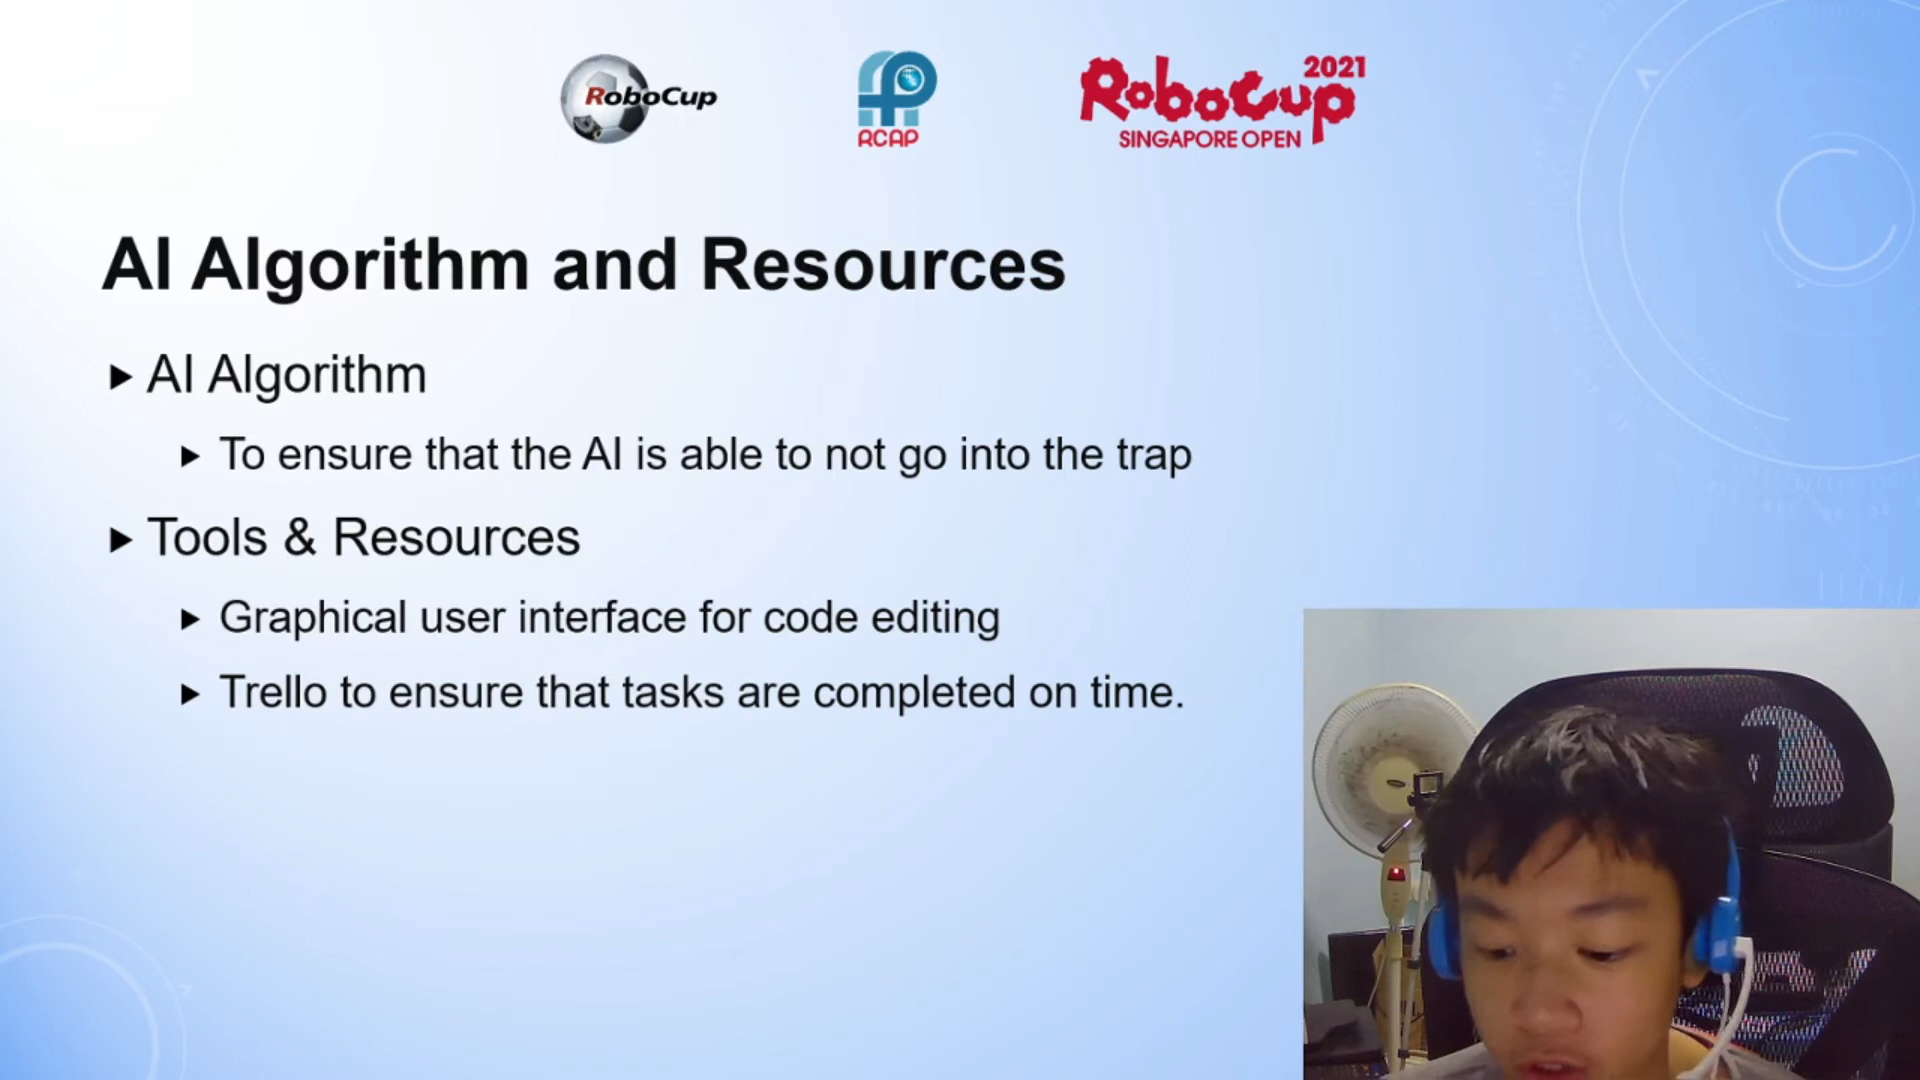 RoboCup
RCAP
2021
RoboCup
SINGAPORE OPEN
AI Algorithm and Resources
AI Algorithm
To ensure that the AI is able to not go into the trap
Tools & Resources
Graphical user interface for code editing
Trello to ensure that tasks are completed on time.